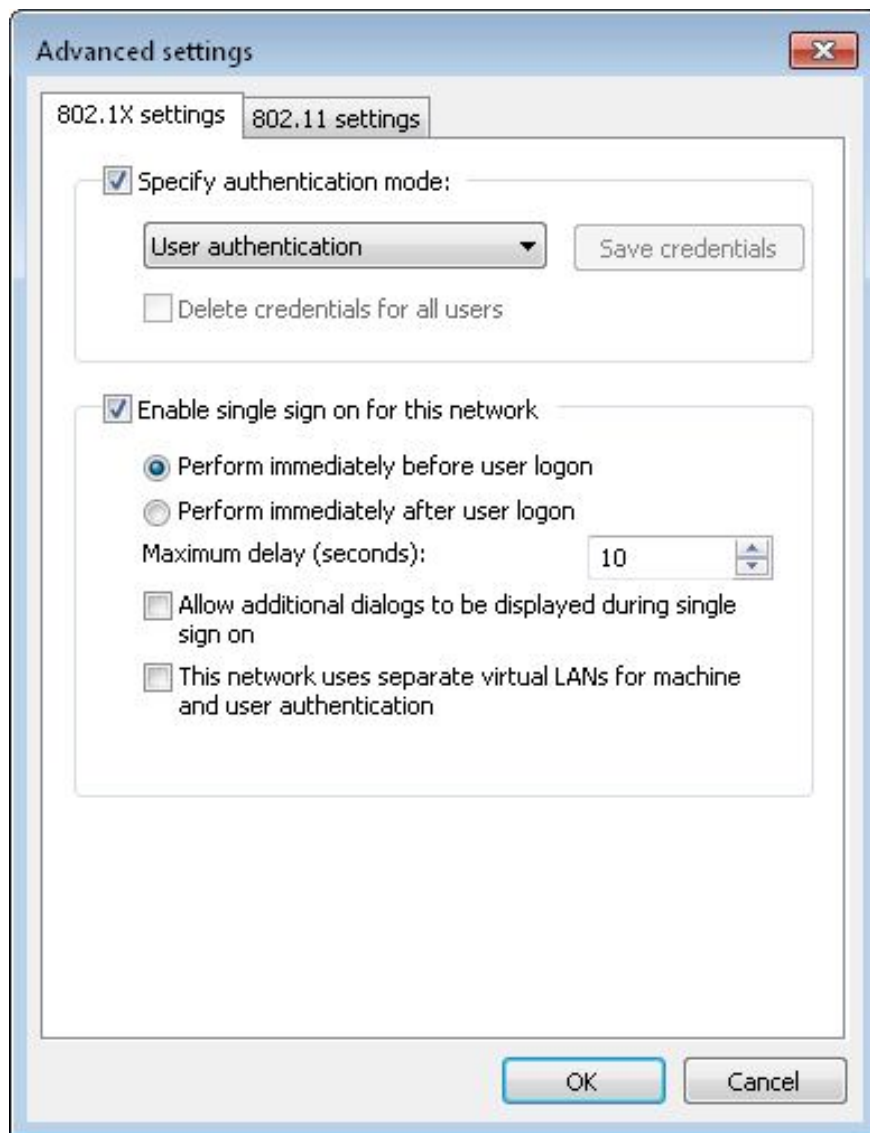 Advanced settings
802.1X settings
802.11 settings
Specify authentication mode:
User authentication
Save credentials
Delete credentials for all users
Enable single sign on for this network
Perform immediately before user logon
Perform immediately after user logon
Maximum delay (seconds):
10
Allow additional dialogs to be displayed during single
sign on
This network uses separate virtual LANs for machine
and user authentication
OK
Cancel